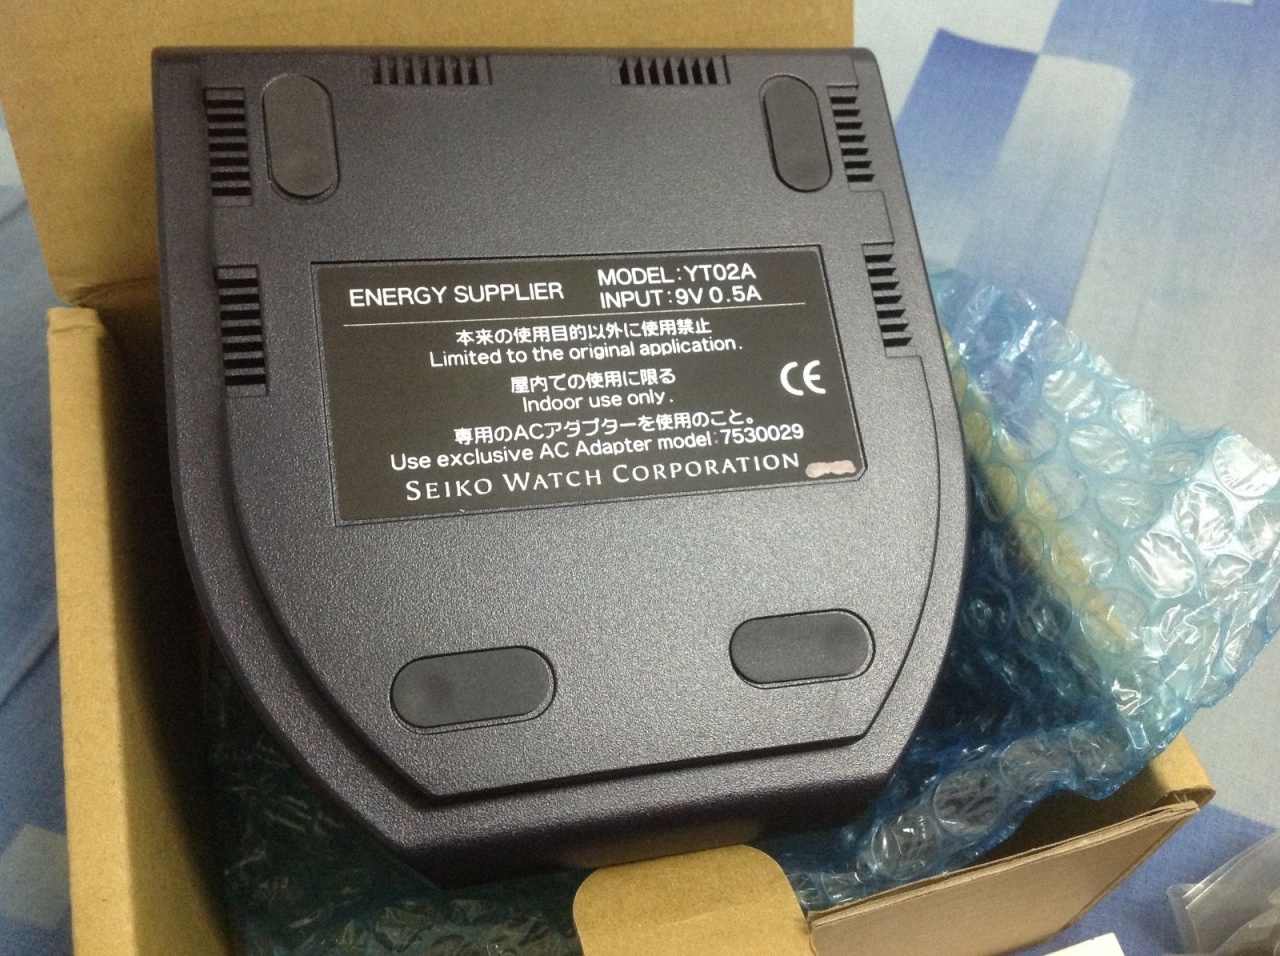 ENERGY SUPPLIER
MODEL:YT02A
INPUT:9V 0.5A
本来の使用目的以外に使用禁止
Limited to the original application.
屋内での使用に限る
Indoor use only.
CE
専用のACアダプターを使用のこと。
Use exclusive AC Adapter model:7530029
SEIKO WATCH CORPORATION